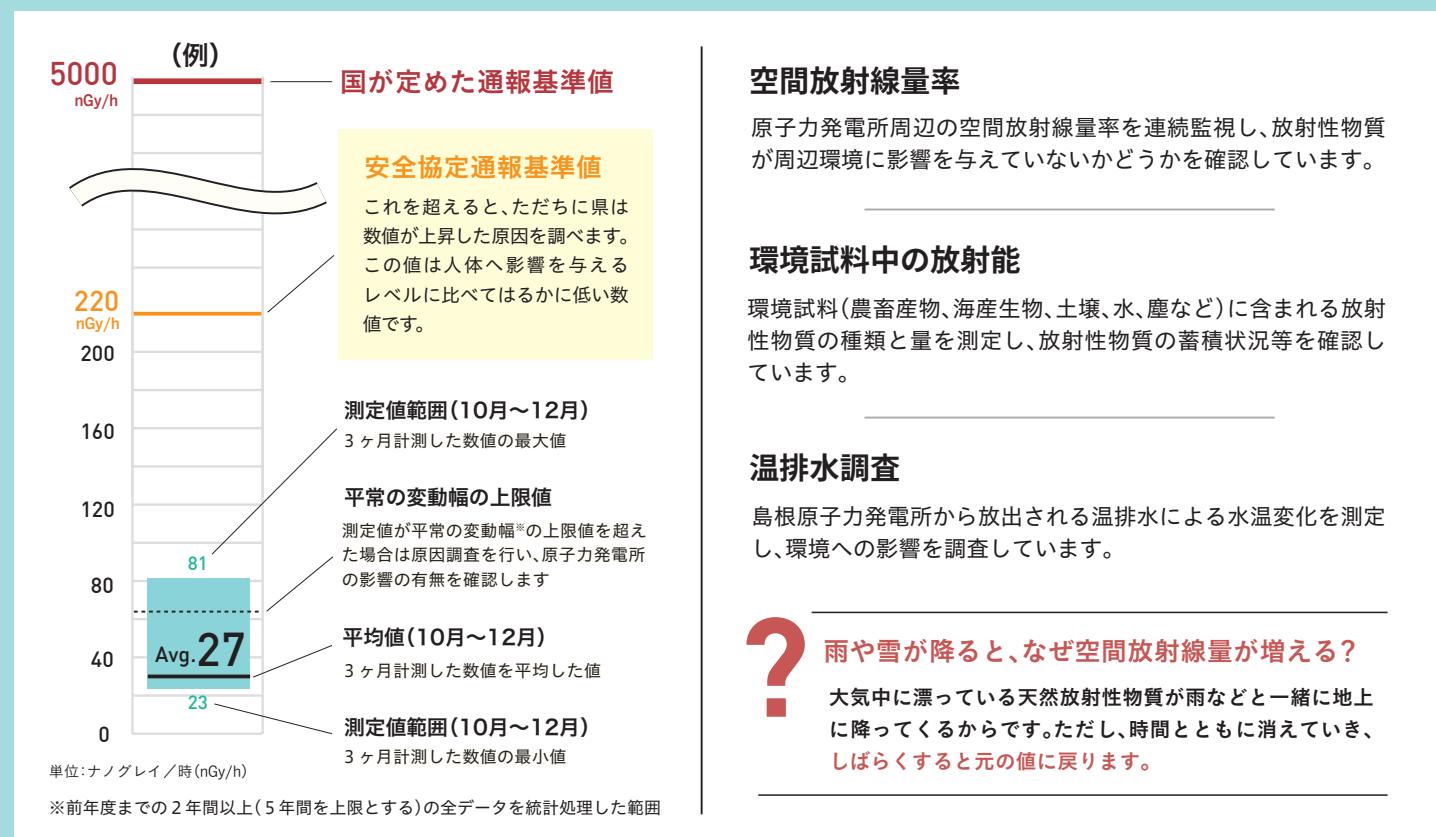 (例)
5000
nGy/h
国が定めた通報基準値
安全協定通報基準値
これを超えると、ただちに県は
数値が上昇した原因を調べます。
この値は人体へ影響を与える
レベルに比べてはるかに低い数
値です。
220
nGy/h
200
160
120
80
40
0
81
Avg.27
23
測定値範囲(10月〜12月)
3ヶ月計測した数値の最大値
平常の変動幅の上限値
測定値が平常の変動幅※の上限値を超え
た場合は原因調査を行い、原子力発電所
の影響の有無を確認します
平均値(10月〜12月)
3ヶ月計測した数値を平均した値
測定値範囲(10月〜12月)
3ヶ月計測した数値の最小値
単位:ナノグレイ/時(nGy/h)
※前年度までの2年間以上(5年間を上限とする)の全データを統計処理した範囲
空間放射線量率
原子力発電所周辺の空間放射線量率を連続監視し、放射性物質
が周辺環境に影響を与えていないかどうかを確認しています。
環境試料中の放射能
環境試料(農畜産物、海産生物、土壌、水、塵など)に含まれる放射
性物質の種類と量を測定し、放射性物質の蓄積状況等を確認し
ています。
温排水調査
島根原子力発電所から放出される温排水による水温変化を測定
し、環境への影響を調査しています。
?
雨や雪が降ると、なぜ空間放射線量が増える?
大気中に漂っている天然放射性物質が雨などと一緒に地上
に降ってくるからです。ただし、時間とともに消えていき、
しばらくすると元の値に戻ります。